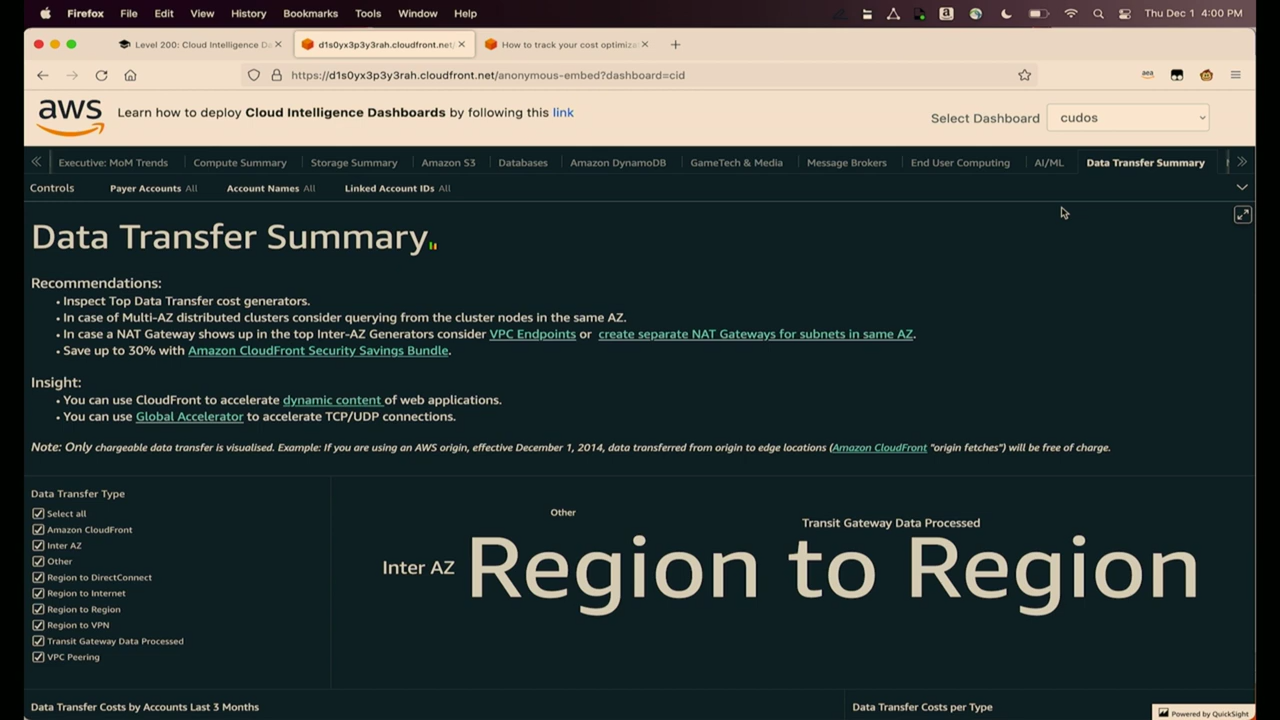 Firefox File Edit View History Bookmarks Tools Window Help Thu Dec 1 4:00 PM
Level 200: Cloud Intelligence Da
d1s0yx3p3y3rah.cloudfront.net/
How to track your cost optimiza
https://d1s0yx3p3y3rah.cloudfront.net/anonymous-embed?dashboard=cid
aws
Learn how to deploy Cloud Intelligence Dashboards by following this link
Select Dashboard cudos
Executive: MoM Trends Compute Summary Storage Summary Amazon S3 Databases Amazon DynamoDB GameTech & Media Message Brokers End User Computing AI/ML Data Transfer Summary
Controls Payer Accounts All Account Names All Linked Account IDs All
Data Transfer Summary
Recommendations:
• Inspect Top Data Transfer cost generators.
• In case of Multi-AZ distributed clusters consider querying from the cluster nodes in the same AZ.
• In case a NAT Gateway shows up in the top Inter-AZ Generators consider VPC Endpoints or create separate NAT Gateways for subnets in same AZ.
• Save up to 30% with Amazon CloudFront Security Savings Bundle.
Insight:
• You can use CloudFront to accelerate dynamic content of web applications.
• You can use Global Accelerator to accelerate TCP/UDP connections.
Note: Only chargeable data transfer is visualised. Example: If you are using an AWS origin, effective December 1, 2014, data transferred from origin to edge locations (Amazon CloudFront "origin fetches") will be free of charge.
Data Transfer Type
Select all
Amazon CloudFront
Inter AZ
Other
Region to DirectConnect
Region to Internet
Region to Region
Region to VPN
Transit Gateway Data Processed
VPC Peering
Other
Transit Gateway Data Processed
Inter AZ
Region to Region
Data Transfer Costs by Accounts Last 3 Months
Data Transfer Costs per Type
Powered by QuickSight